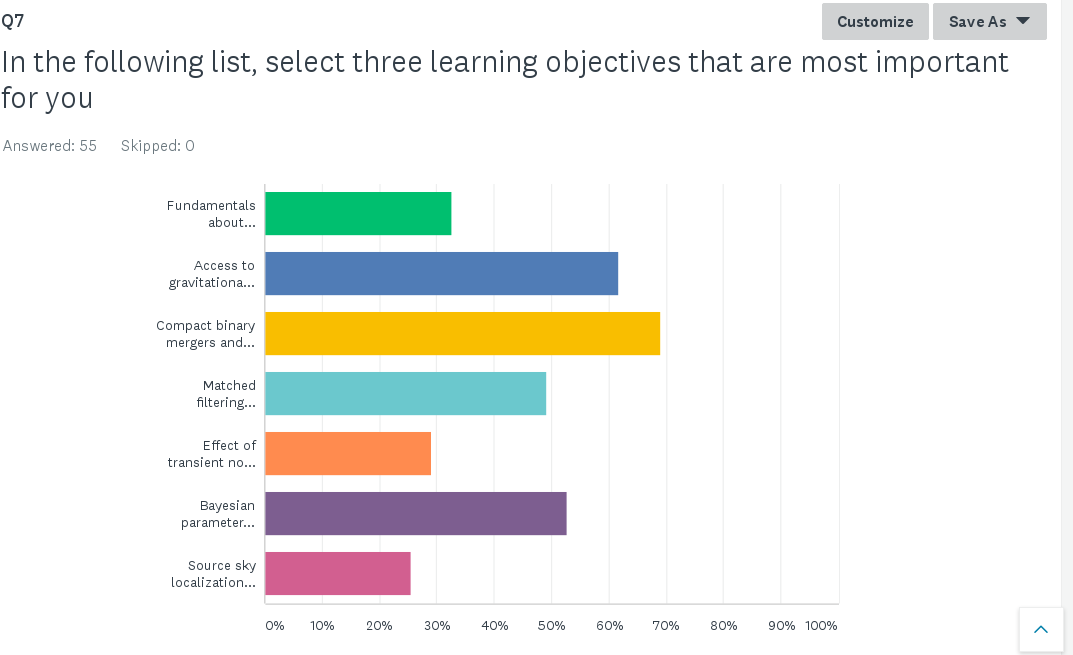 Q7
Customize
Save As
In the following list, select three learning objectives that are most important
for you
Answered: 55 Skipped: 0
Fundamentals
about...
Access to
gravitationa...
Compact binary
mergers and...
Matched
filtering...
Effect of
transient no...
Bayesian
parameter...
Source sky
localization...
0% 10% 20% 30% 40% 50% 60% 70% 80% 90% 100%